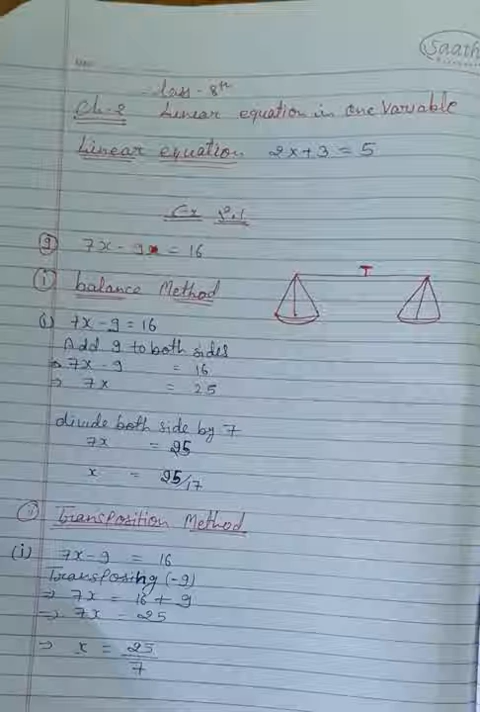 Saath
Class - 8th
Ch-2 Linear equation in one Variable
Linear equation 2x+3 = 5
Ex 2.1
9 7x - 9 = 16
i balance Method
(i) 7x - 9 = 16
Add 9 to both sides
⇒ 7x - 9 = 16
⇒ 7x = 25
divide both side by 7
7x = 25
x = 25/17
ii Transposition Method
(i) 7x - 9 = 16
Transposing (-9)
⇒ 7x = 16 + 9
⇒ 7x = 25
⇒ x = 25/7